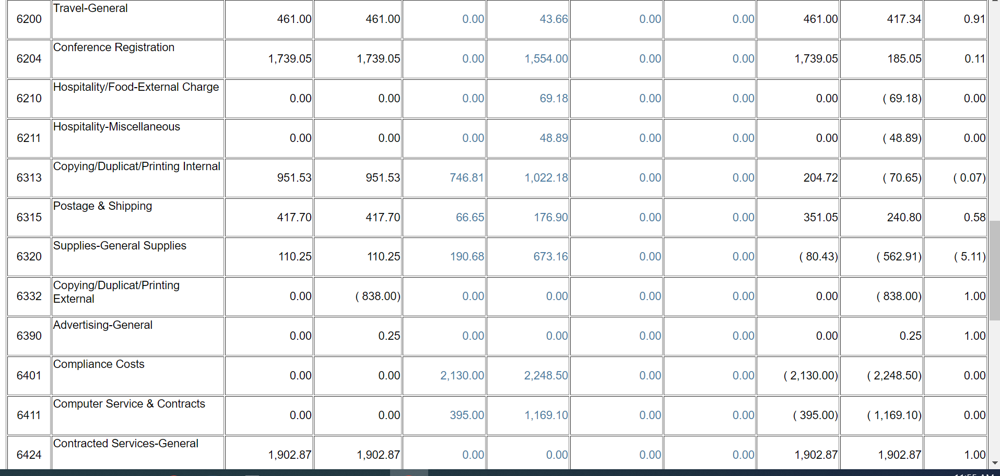 6200 Travel-General 461.00 461.00 0.00 43.66 0.00 0.00 461.00 417.34 0.91
6204 Conference Registration 1,739.05 1,739.05 0.00 1,554.00 0.00 0.00 1,739.05 185.05 0.11
6210 Hospitality/Food-External Charge 0.00 0.00 0.00 69.18 0.00 0.00 0.00 ( 69.18) 0.00
6211 Hospitality-Miscellaneous 0.00 0.00 0.00 48.89 0.00 0.00 0.00 ( 48.89) 0.00
6313 Copying/Duplicat/Printing Internal 951.53 951.53 746.81 1,022.18 0.00 0.00 204.72 ( 70.65) ( 0.07)
6315 Postage & Shipping 417.70 417.70 66.65 176.90 0.00 0.00 351.05 240.80 0.58
6320 Supplies-General Supplies 110.25 110.25 190.68 673.16 0.00 0.00 ( 80.43) ( 562.91) ( 5.11)
6332 Copying/Duplicat/Printing External 0.00 ( 838.00) 0.00 0.00 0.00 0.00 0.00 ( 838.00) 1.00
6390 Advertising-General 0.00 0.25 0.00 0.00 0.00 0.00 0.00 0.25 1.00
6401 Compliance Costs 0.00 0.00 2,130.00 2,248.50 0.00 0.00 ( 2,130.00) ( 2,248.50) 0.00
6411 Computer Service & Contracts 0.00 0.00 395.00 1,169.10 0.00 0.00 ( 395.00) ( 1,169.10) 0.00
6424 Contracted Services-General 1,902.87 1,902.87 0.00 0.00 0.00 0.00 1,902.87 1,902.87 1.00